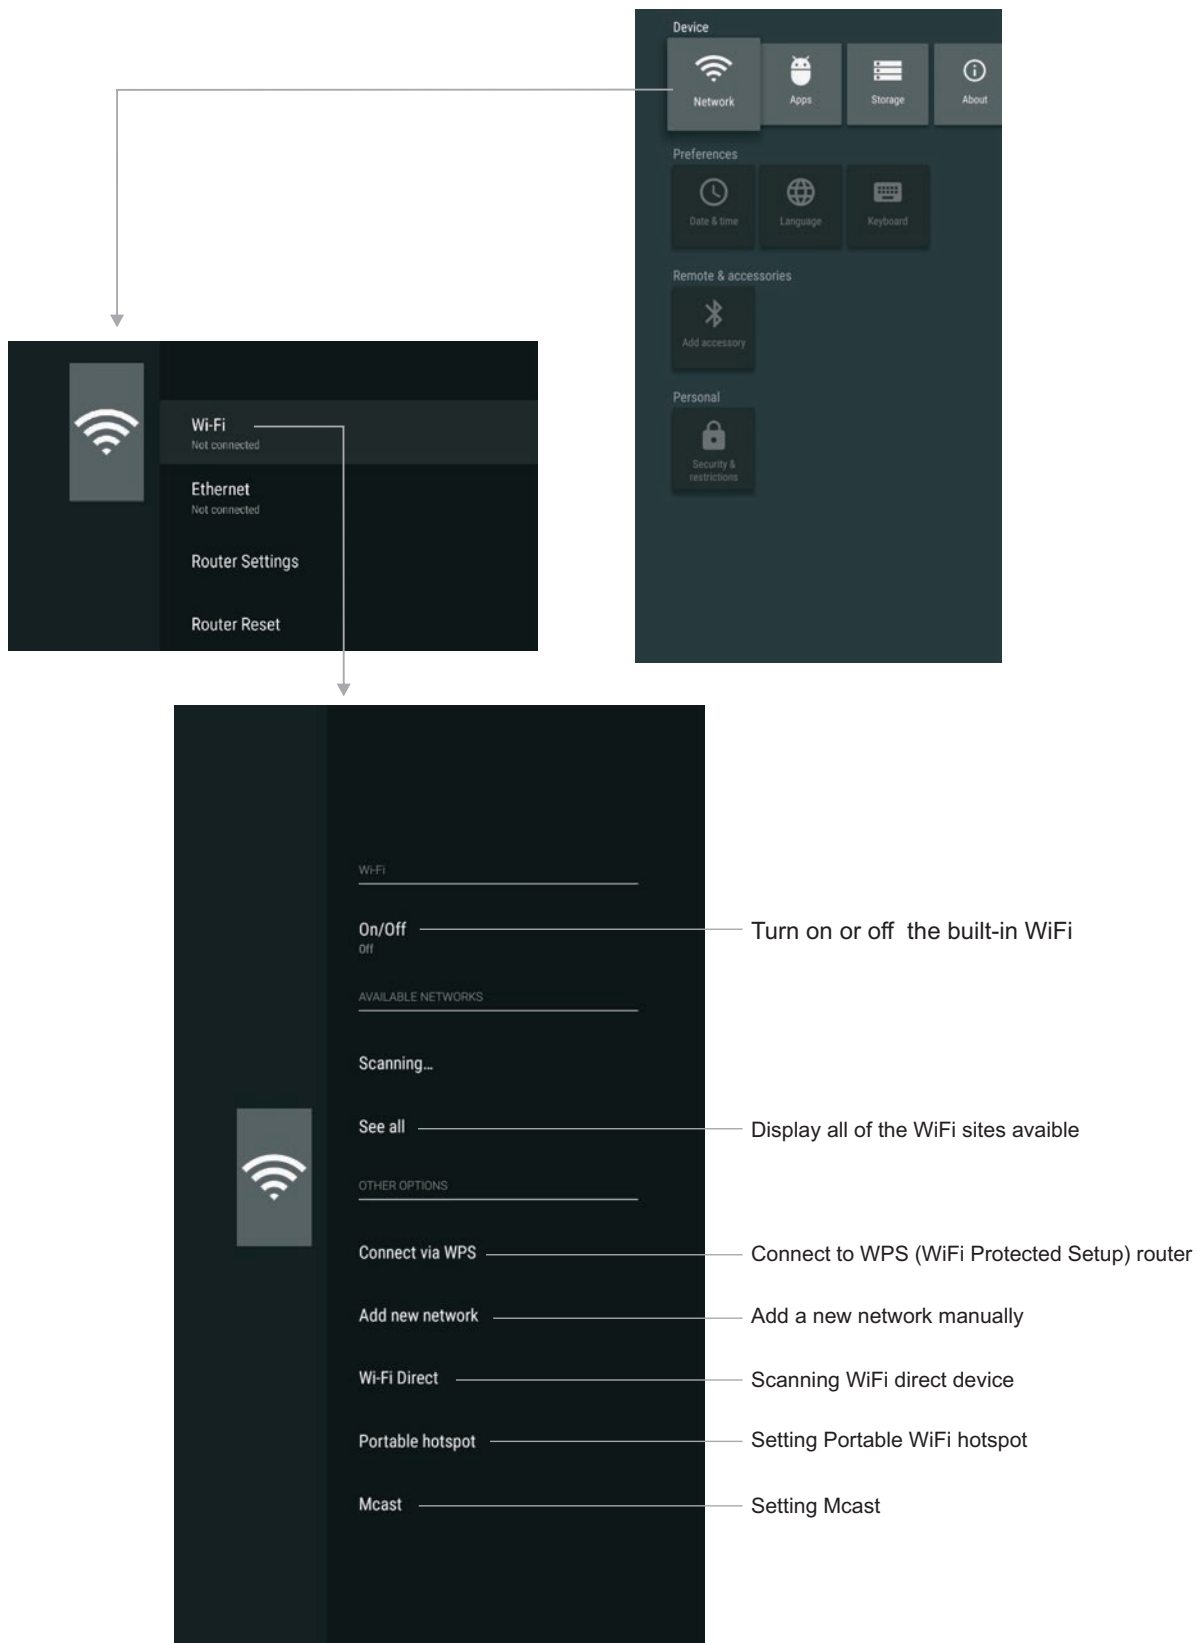 Device
Network Apps Storage About
Preferences
Date & time Language Keyboard
Remote & accessories
Add accessory
Personal
Security &
restrictions
Wi-Fi
Not connected
Ethernet
Not connected
Router Settings
Router Reset
Wi-Fi
On/Off Turn on or off the built-in WiFi
Off
AVAILABLE NETWORKS
Scanning...
See all Display all of the WiFi sites avaible
OTHER OPTIONS
Connect via WPS Connect to WPS (WiFi Protected Setup) router
Add new network Add a new network manually
Wi-Fi Direct Scanning WiFi direct device
Portable hotspot Setting Portable WiFi hotspot
Mcast Setting Mcast